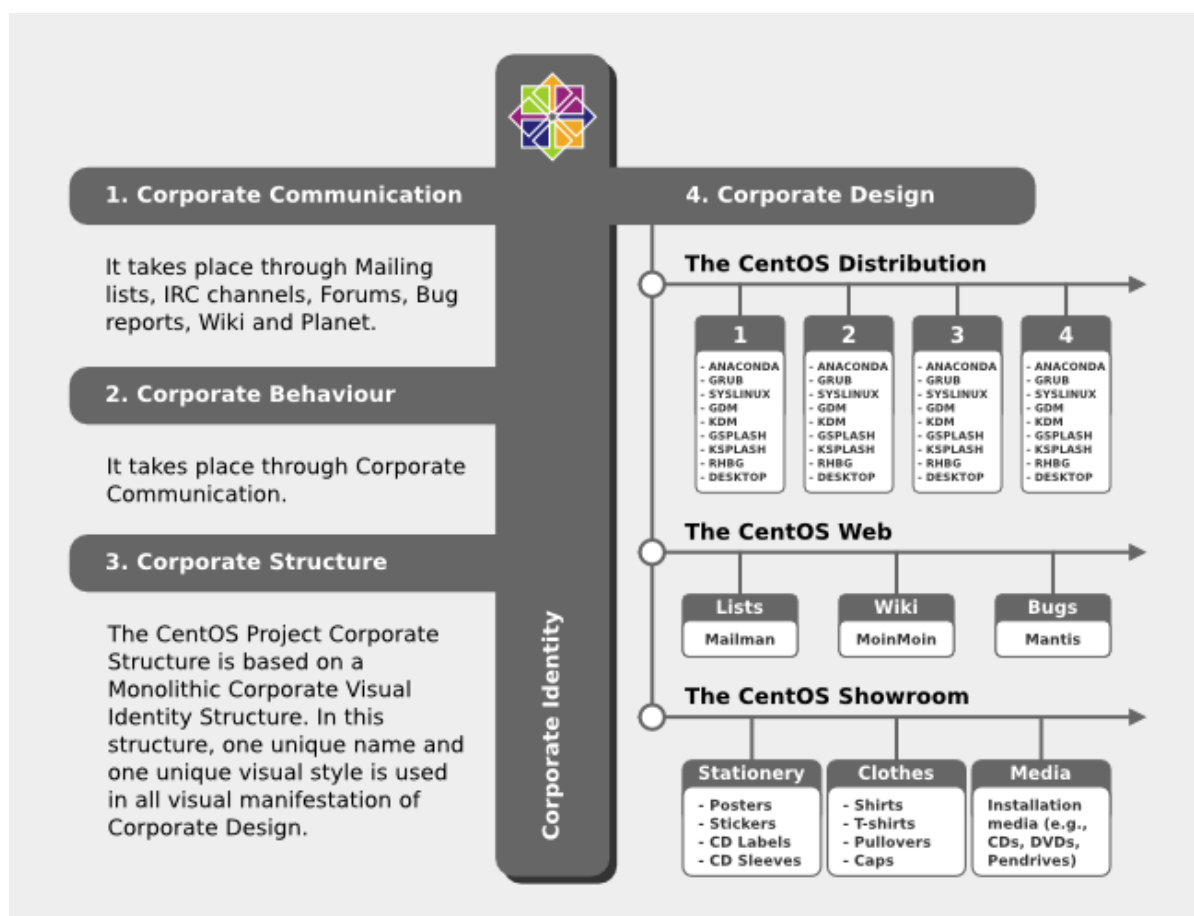 1. Corporate Communication
It takes place through Mailing
lists, IRC channels, Forums, Bug
reports, Wiki and Planet.
2. Corporate Behaviour
It takes place through Corporate
Communication.
3. Corporate Structure
The CentOS Project Corporate
Structure is based on a
Monolithic Corporate Visual
Identity Structure. In this
structure, one unique name and
one unique visual style is used
in all visual manifestation of
Corporate Design.
Corporate Identity
4. Corporate Design
The CentOS Distribution
1
- ANACONDA
- GRUB
- SYSLINUX
- GDM
- KDM
- GSPLASH
- KSPLASH
- RHBG
- DESKTOP
2
- ANACONDA
- GRUB
- SYSLINUX
- GDM
- KDM
- GSPLASH
- KSPLASH
- RHBG
- DESKTOP
3
- ANACONDA
- GRUB
- SYSLINUX
- GDM
- KDM
- GSPLASH
- KSPLASH
- RHBG
- DESKTOP
4
- ANACONDA
- GRUB
- SYSLINUX
- GDM
- KDM
- GSPLASH
- KSPLASH
- RHBG
- DESKTOP
The CentOS Web
Lists
Mailman
Wiki
MoinMoin
Bugs
Mantis
The CentOS Showroom
Stationery
- Posters
- Stickers
- CD Labels
- CD Sleeves
Clothes
- Shirts
- T-shirts
- Pullovers
- Caps
Media
Installation
media (e.g.,
CDs, DVDs,
Pendrives)